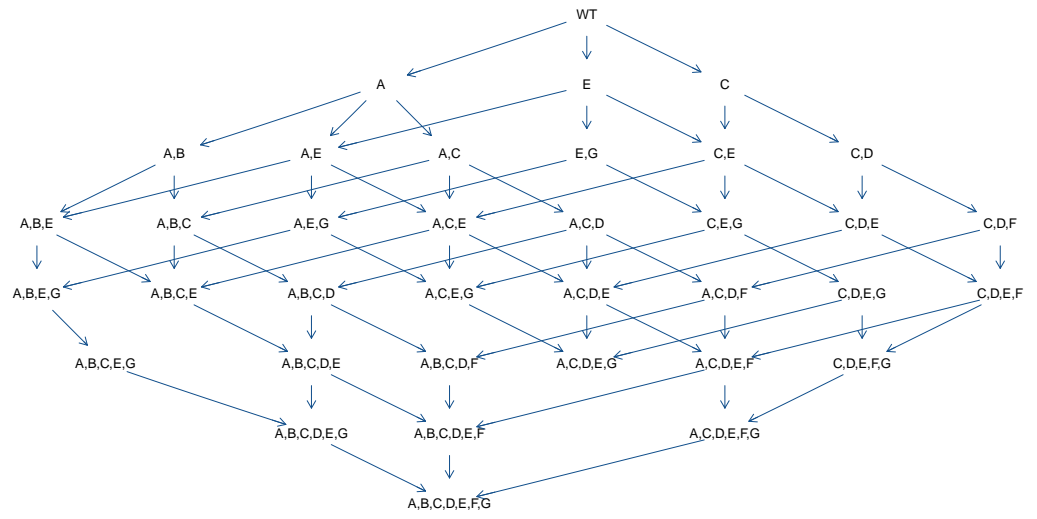 WT
A E C
A,B A,E A,C E,G C,E C,D
A,B,E A,B,C A,E,G A,C,E A,C,D C,E,G C,D,E C,D,F
A,B,E,G A,B,C,E A,B,C,D A,C,E,G A,C,D,E A,C,D,F C,D,E,G C,D,E,F
A,B,C,E,G A,B,C,D,E A,B,C,D,F A,C,D,E,G A,C,D,E,F C,D,E,F,G
A,B,C,D,E,G A,B,C,D,E,F A,C,D,E,F,G
A,B,C,D,E,F,G